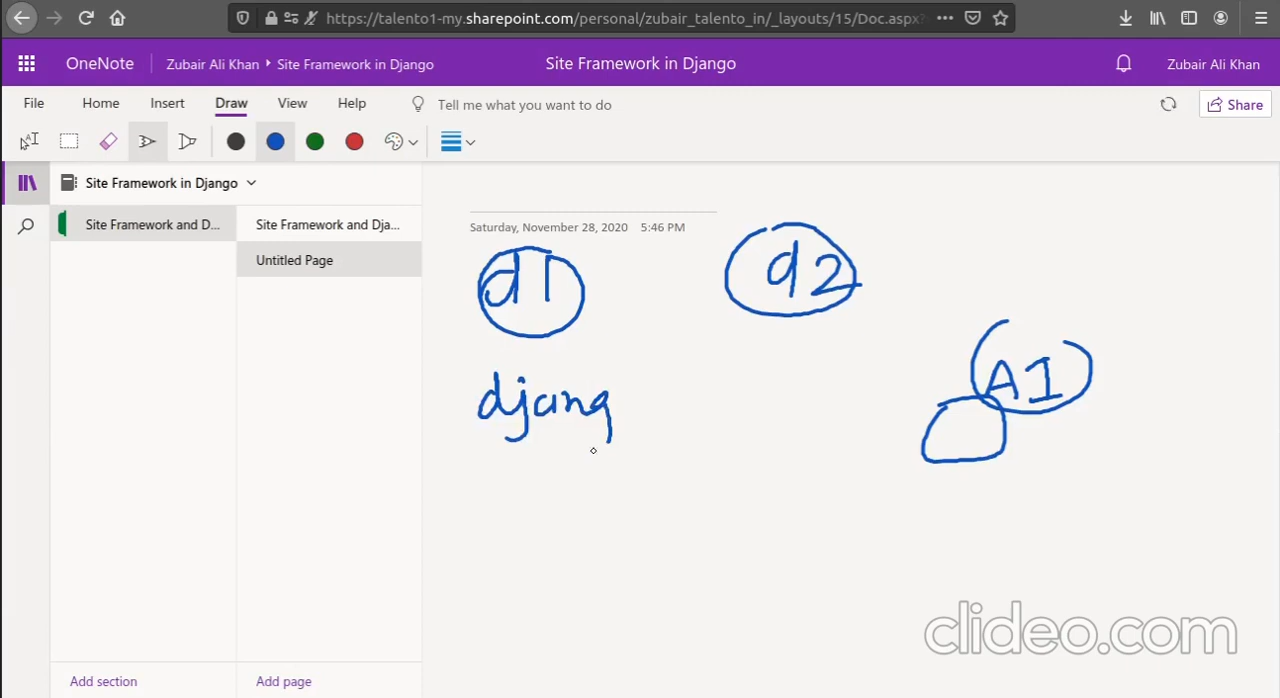 https://talento1-my.sharepoint.com/personal/zubair_talento_in/_layouts/15/Doc.aspx?
OneNote Zubair Ali Khan Site Framework in Django Site Framework in Django Zubair Ali Khan
File Home Insert Draw View Help Tell me what you want to do Share
Site Framework in Django
Site Framework and D... Site Framework and Dja...
Untitled Page
Saturday, November 28, 2020 5:46 PM
d1 d2
A1
djang
clideo.com
Add section Add page